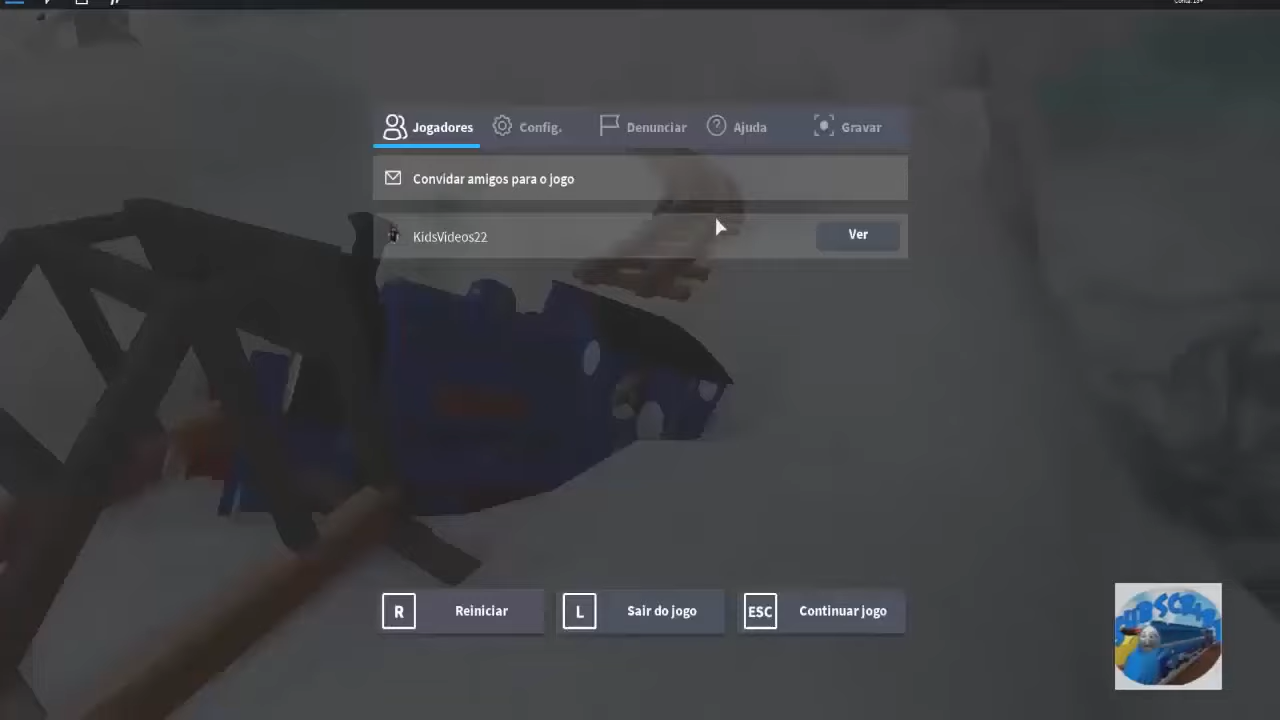 Jogadores
Config.
Denunciar
Ajuda
Gravar
Convidar amigos para o jogo
KidsVideos22
Ver
R
Reiniciar
L
Sair do jogo
ESC
Continuar jogo